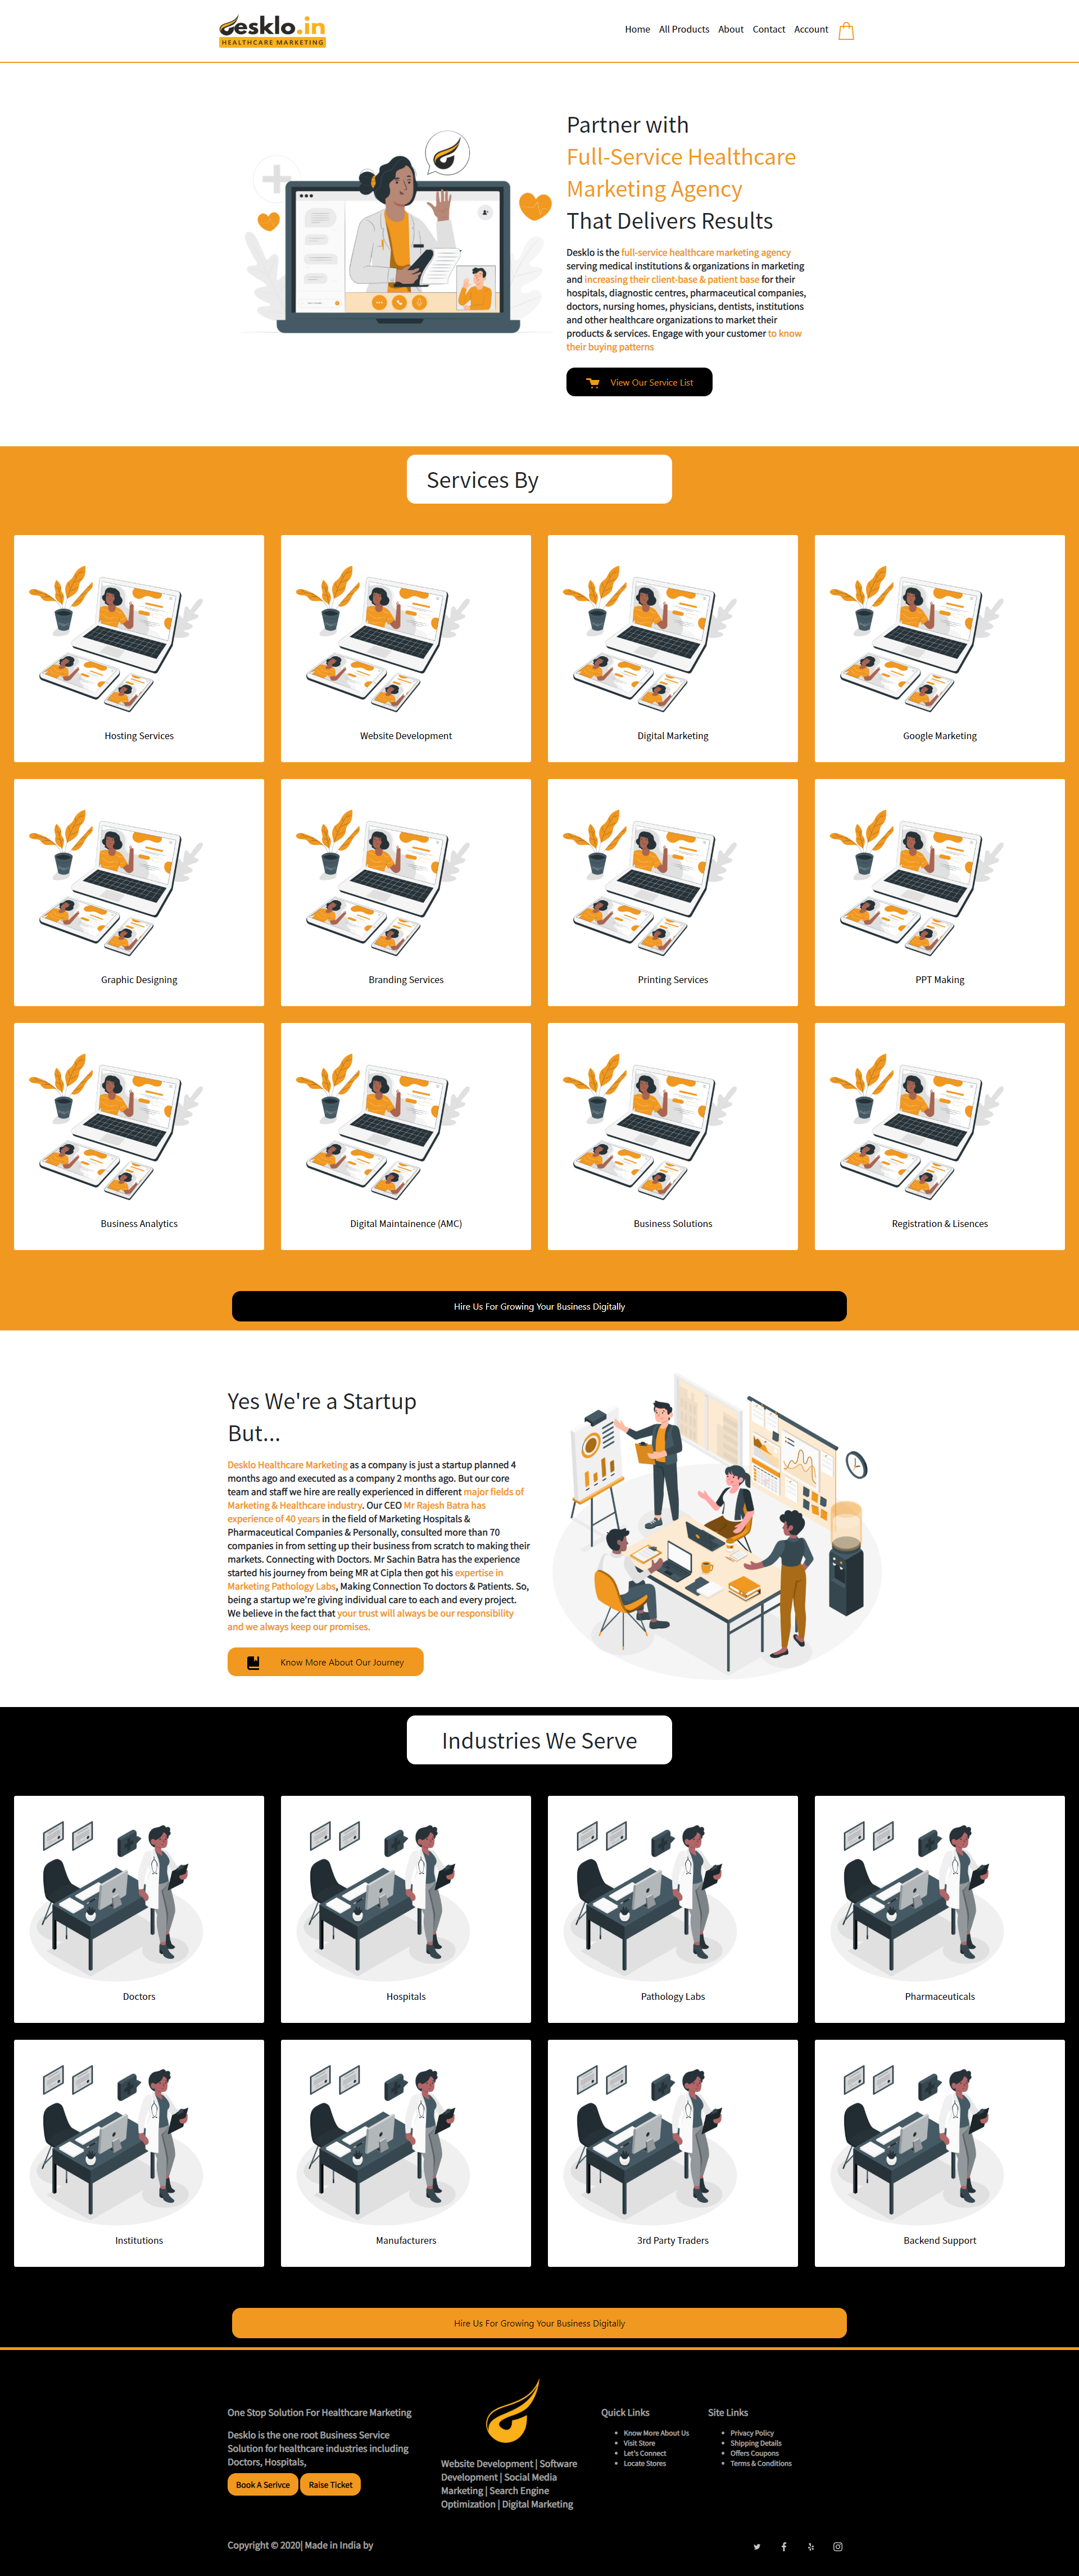 esklo.in
HEALTHCARE MARKETING
Home All Products About Contact Account
Partner with
Full-Service Healthcare
Marketing Agency
That Delivers Results
Desklo is the full-service healthcare marketing agency
serving medical institutions & organizations in marketing
and increasing their client-base & patient base for their
hospitals, diagnostic centres, pharmaceutical companies,
doctors, nursing homes, physicians, dentists, institutions
and other healthcare organizations to market their
products & services. Engage with your customer to know
their buying patterns
View Our Service List
Services By
Hosting Services
Website Development
Digital Marketing
Google Marketing
Graphic Designing
Branding Services
Printing Services
PPT Making
Business Analytics
Digital Maintainence (AMC)
Business Solutions
Registration & Lisences
Hire Us For Growing Your Business Digitally
Yes We're a Startup
But...
Desklo Healthcare Marketing as a company is just a startup planned 4
months ago and executed as a company 2 months ago. But our core
team and staff we hire are really experienced in different major fields of
Marketing & Healthcare industry. Our CEO Mr Rajesh Batra has
experience of 40 years in the field of Marketing Hospitals &
Pharmaceutical Companies & Personally, consulted more than 70
companies in from setting up their business from scratch to making their
markets. Connecting with Doctors. Mr Sachin Batra has the experience
started his journey from being MR at Cipla then got his expertise in
Marketing Pathology Labs, Making Connection To doctors & Patients. So,
being a startup we're giving individual care to each and every project.
We believe in the fact that your trust will always be our responsibility
and we always keep our promises.
Know More About Our Journey
Industries We Serve
Doctors
Hospitals
Pathology Labs
Pharmaceuticals
Institutions
Manufacturers
3rd Party Traders
Backend Support
Hire Us For Growing Your Business Digitally
One Stop Solution For Healthcare Marketing
Desklo is the one root Business Service
Solution for healthcare industries including
Doctors, Hospitals,
Book A Serivce
Raise Ticket
Website Development | Software
Development | Social Media
Marketing | Search Engine
Optimization | Digital Marketing
Quick Links
Know More About Us
Visit Store
Let's Connect
Locate Stores
Site Links
Privacy Policy
Shipping Details
Offers Coupons
Terms & Conditions
Copyright © 2020| Made in India by